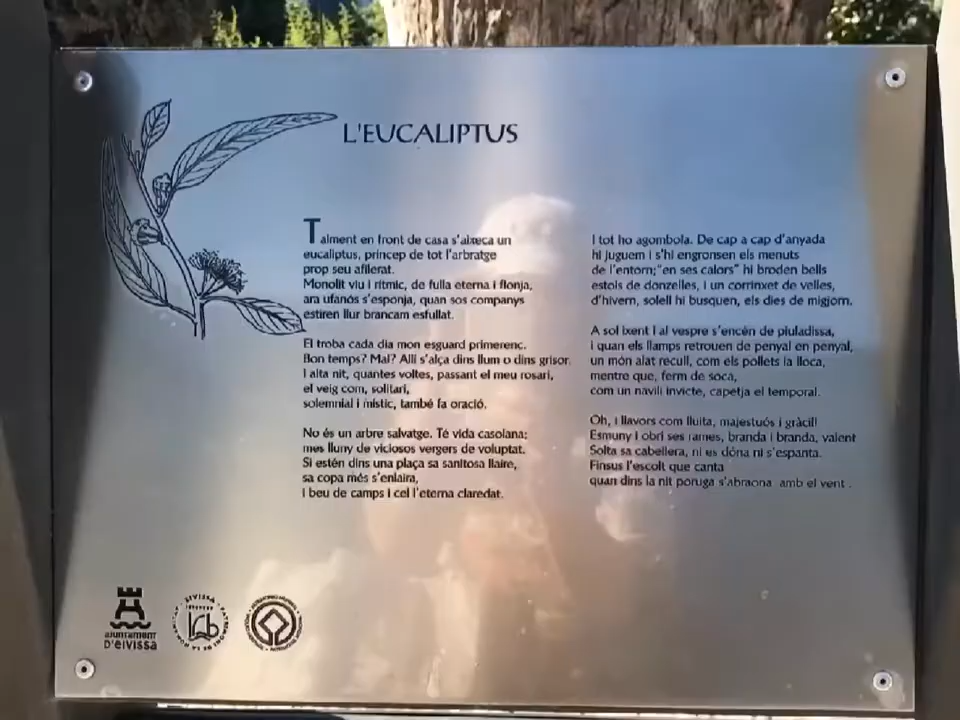 L'EUCALIPTUS
Talment en front de casa s'aixeca un
eucaliptus, príncep de tot l'arbratge
prop seu afilerat.
Monolit viu i rítmic, de fulla eterna i flonja,
ara ufanós s'esponja, quan sos companys
estiren llur brancam esfullat.
El troba cada dia mon esguard primerenc.
Bon temps? Mal? Allí s'alça dins llum o dins grisor.
I alta nit, quantes voltes, passant el meu rosari,
el veig com, solitari,
solemnial i místic, també fa oració.
No és un arbre salvatge. Té vida casolana;
mes lluny de viciosos vergers de voluptat.
Si estén dins una plaça sa sanitosa llaire,
sa copa més s'enlaira,
i beu de camps i cel l'eterna claredat.
I tot ho agombola. De cap a cap d'anyada
hi juguem i s'hi engronsen els menuts
de l'entorn; "en ses calors" hi broden bells
estols de donzelles, i un corrinxet de velles,
d'hivern, solell hi busquen, els dies de migjorn.
A sol ixent i al vespre s'encén de piuladissa,
i quan els llamps retrouen de penyal en penyal,
un món alat recull, com els pollets la lloca,
mentre que, ferm de soca,
com un navili invicte, capetja el temporal.
Oh, i llavors com lluita, majestuós i gràcil!
Esmuny i obri ses rames, branda i branda, valent
Solta sa cabellera, ni es dóna ni s'espanta.
Finsus l'escolt que canta
quan dins la nit poruga s'abraona amb el vent.
ajuntament
D'EIVISSA